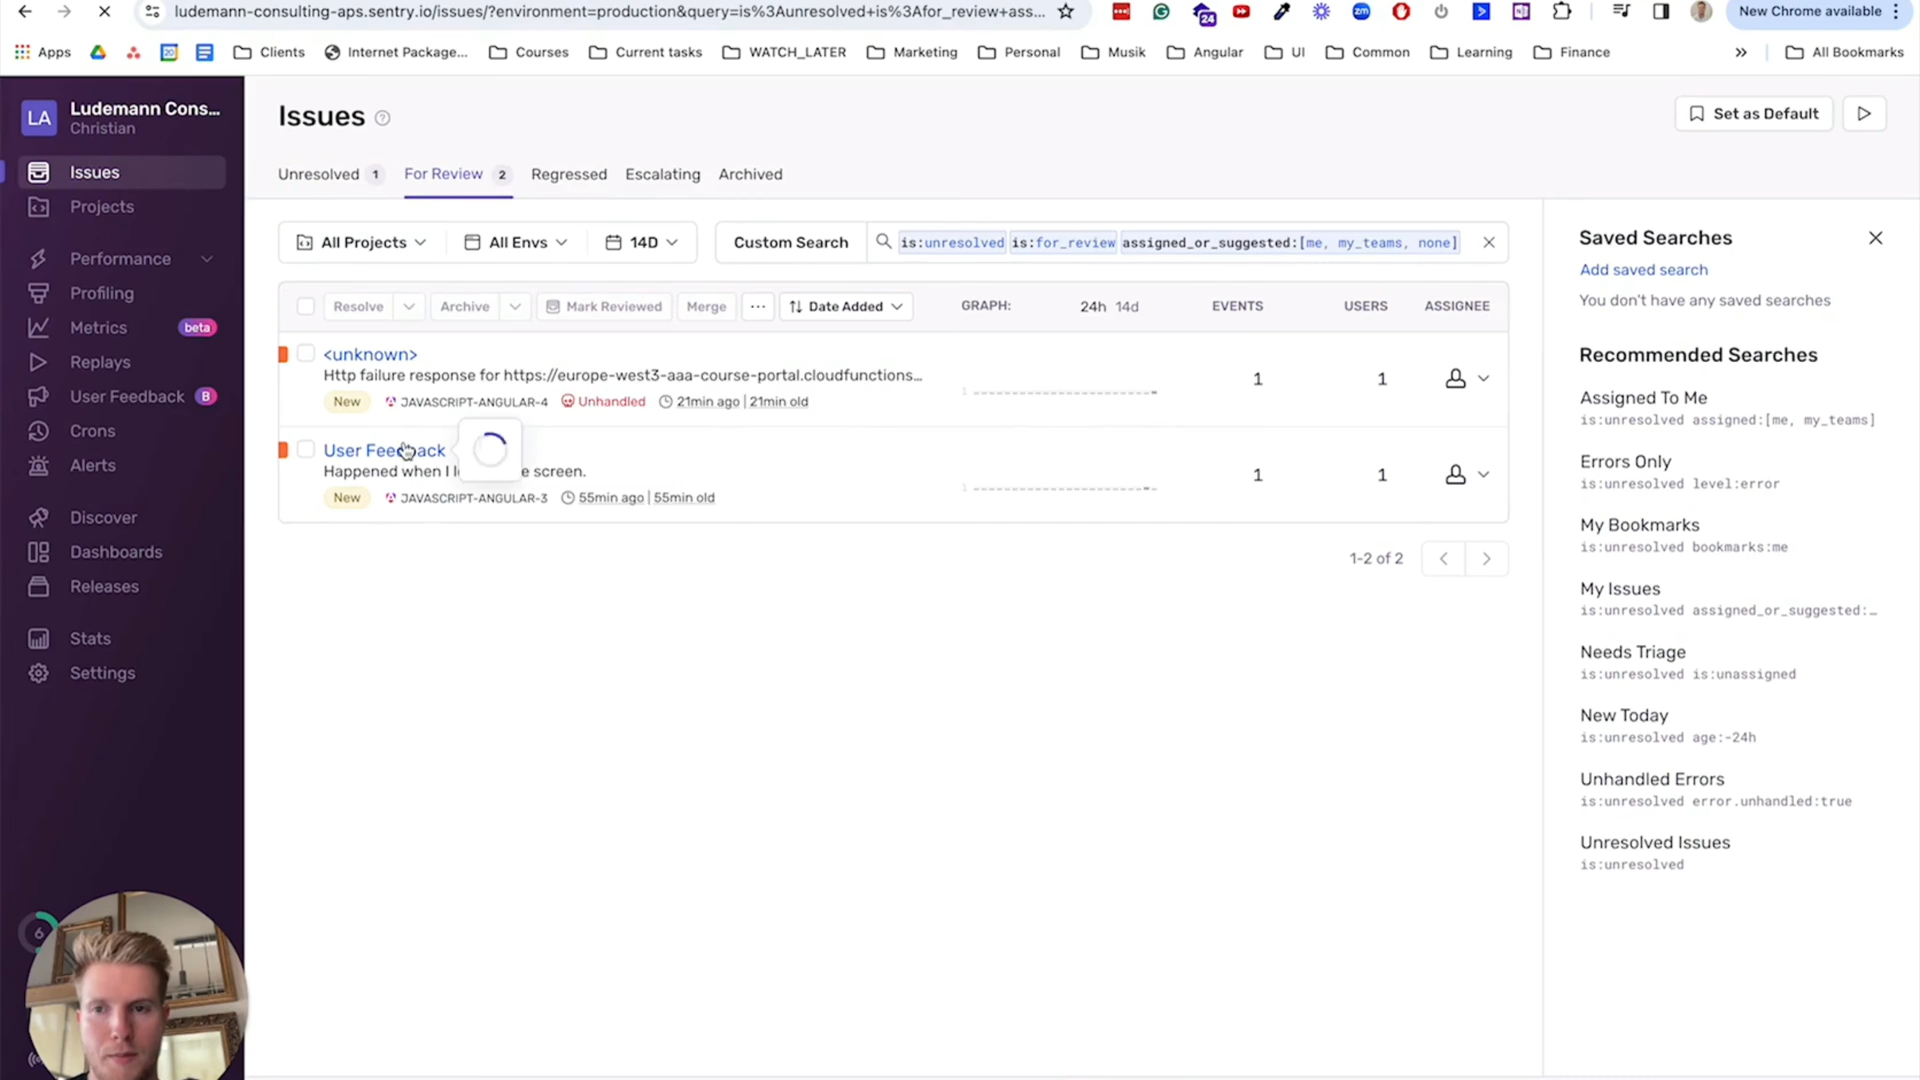 ludemann-consulting-aps.sentry.io/issues/?environment=production&query=is%3Aunresolved+is%3Afor_review+ass...
24
20
zm
New Chrome available
Apps
Clients
Internet Package...
Courses
Current tasks
WATCH_LATER
Marketing
Personal
Musik
Angular
UI
Common
Learning
Finance
»
All Bookmarks
LA
Ludemann Cons...
Christian
Issues
Projects
Performance
Profiling
Metrics beta
Replays
User Feedback B
Crons
Alerts
Discover
Dashboards
Releases
Stats
Settings
6
Issues ?
Set as Default
Unresolved 1 For Review 2 Regressed Escalating Archived
All Projects All Envs 14D Custom Search is:unresolved is:for_review assigned_or_suggested:[me, my_teams, none]
Resolve Archive Mark Reviewed Merge ... Date Added GRAPH: 24h 14d EVENTS USERS ASSIGNEE
<unknown>
Http failure response for https://europe-west3-aaa-course-portal.cloudfunctions...
New JAVASCRIPT-ANGULAR-4 Unhandled 21min ago | 21min old
1 1 1
User Feedback
Happened when I screen.
New JAVASCRIPT-ANGULAR-3 55min ago | 55min old
1 1 1
1-2 of 2
Saved Searches
Add saved search
You don't have any saved searches
Recommended Searches
Assigned To Me
is:unresolved assigned:[me, my_teams]
Errors Only
is:unresolved level:error
My Bookmarks
is:unresolved bookmarks:me
My Issues
is:unresolved assigned_or_suggested:...
Needs Triage
is:unresolved is:unassigned
New Today
is:unresolved age:-24h
Unhandled Errors
is:unresolved error.unhandled:true
Unresolved Issues
is:unresolved